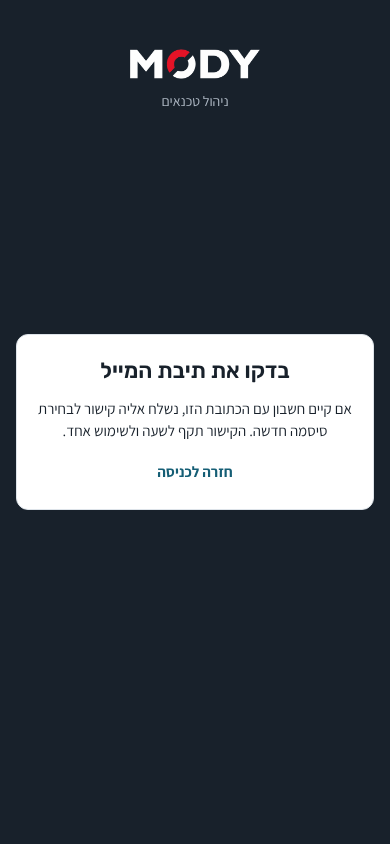 MODY
ניהול טכנאים
בדקו את תיבת המייל
אם קיים חשבון עם הכתובת הזו, נשלח אליה קישור לבחירת
סיסמה חדשה. הקישור תקף לשעה ולשימוש אחד.
חזרה לכניסה